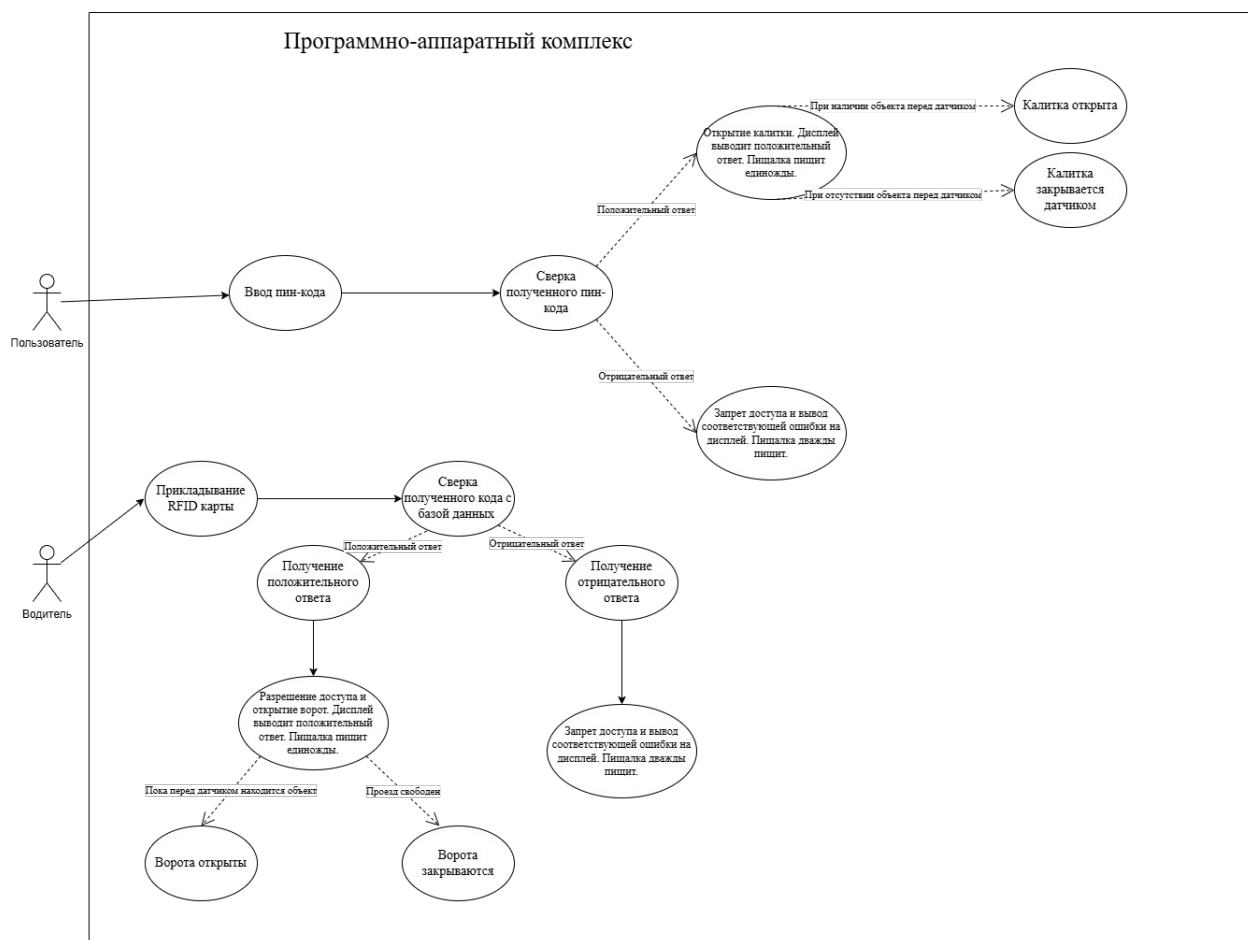 Программно-аппаратный комплекс
При наличии объекта перед датчиком
Калитка открыта
Открытие калитки. Дисплей
выводит положительный
ответ. Пищалка пищит
единожды.
При отсутствии объекта перед датчиком
Калитка
закрывается
датчиком
Положительный ответ
Пользователь
Ввод пин-кода
Сверка
полученного пин-
кода
Отрицательный ответ
Запрет доступа и вывод
соответствующей ошибки на
дисплей. Пищалка дважды
пищит.
Водитель
Прикладывание
RFID карты
Сверка
полученного кода с
базой данных
Положительный ответ
Отрицательный ответ
Получение
положительного
ответа
Получение
отрицательного
ответа
Разрешение доступа и
открытие ворот. Дисплей
выводит положительный
ответ. Пищалка пищит
единожды.
Запрет доступа и вывод
соответствующей ошибки на
дисплей. Пищалка дважды
пищит.
Пока перед датчиком находится объект
Проезд свободен
Ворота открыты
Ворота
закрываются